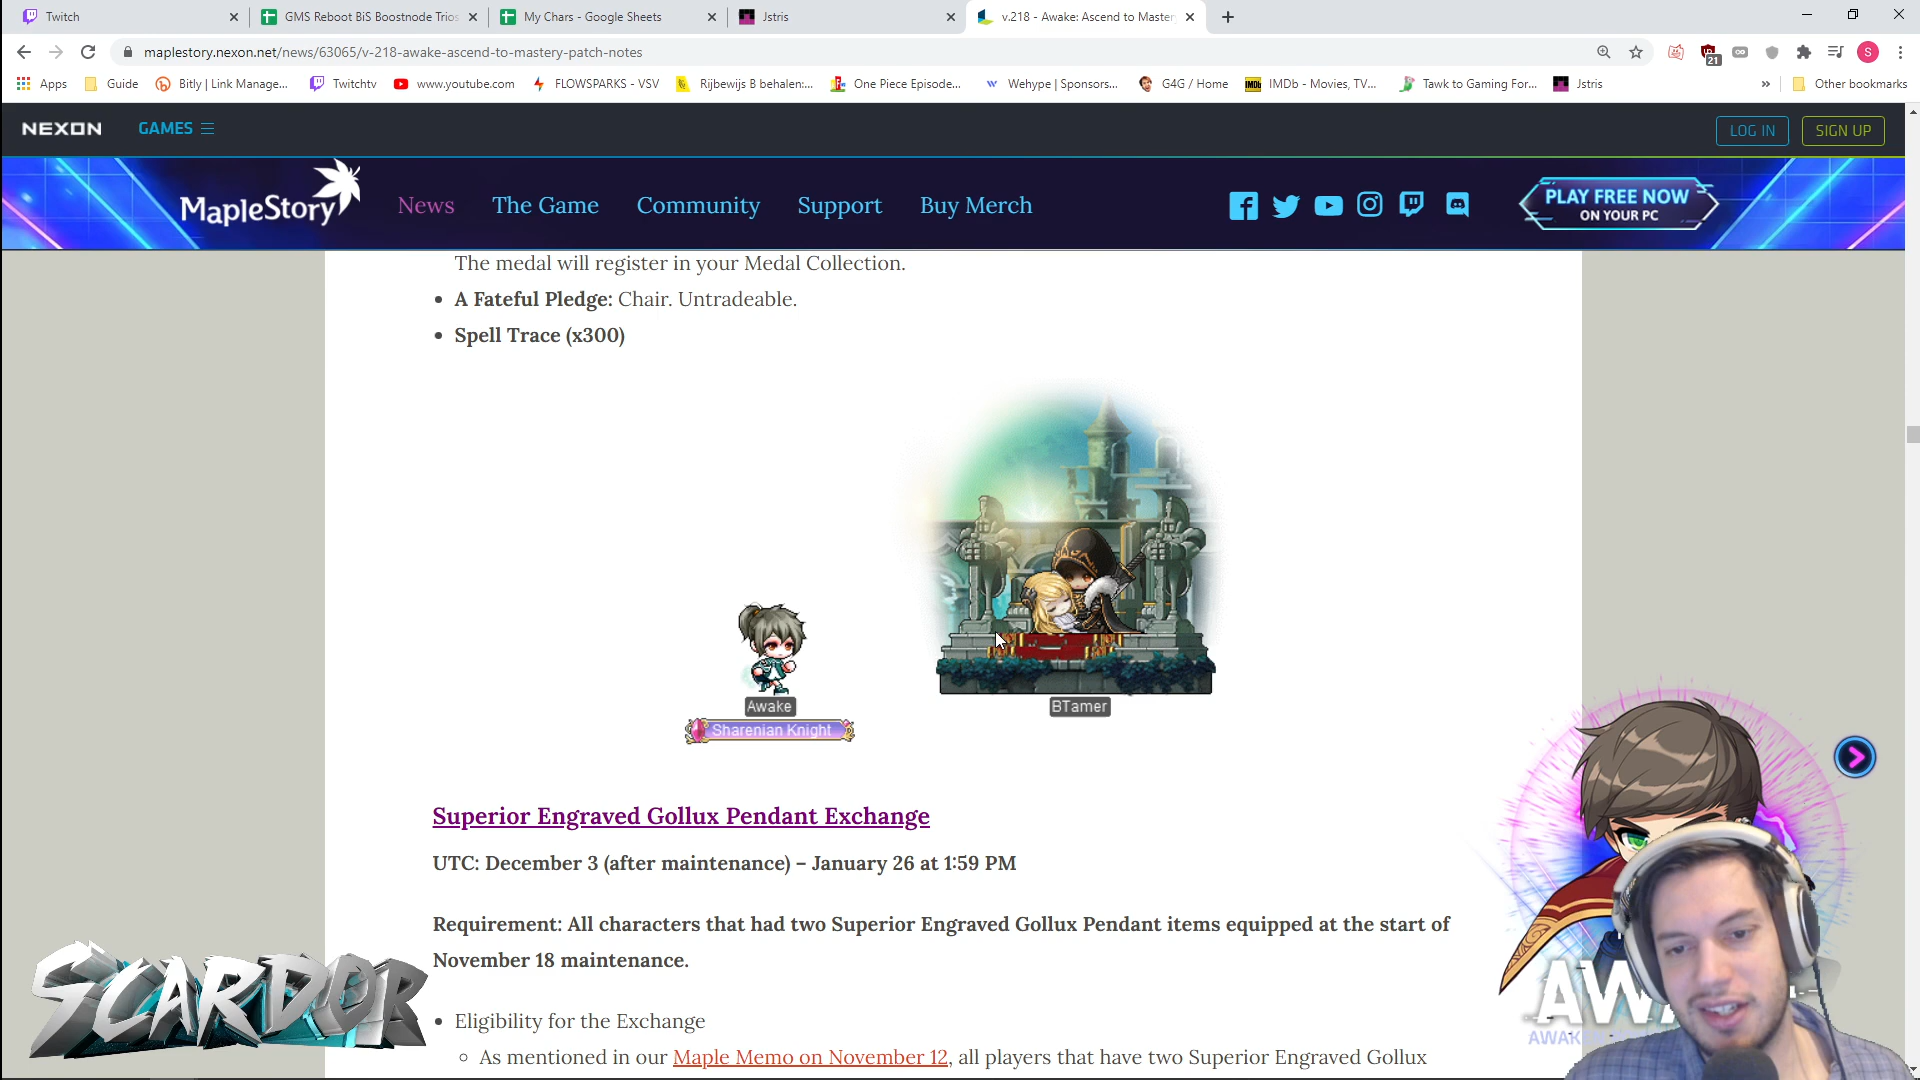 Twitch
GMS Reboot BiS Boostnode Trios
My Chars - Google Sheets
Jstris
v.218 - Awake: Ascend to Master
maplestory.nexon.net/news/63065/v-218-awake-ascend-to-mastery-patch-notes
21
S
Apps
Guide
Bitly | Link Manage...
Twitchtv
www.youtube.com
FLOWSPARKS - VSV
Rijbewijs B behalen:...
One Piece Episode...
Wehype | Sponsors...
G4G / Home
IMDb - Movies, TV...
Tawk to Gaming For...
Jstris
»
Other bookmarks
NEXON
GAMES
LOG IN
SIGN UP
MapleStory
News
The Game
Community
Support
Buy Merch
PLAY FREE NOW
ON YOUR PC
The medal will register in your Medal Collection.
• A Fateful Pledge: Chair. Untradeable.
• Spell Trace (x300)
Awake
Sharenian Knight
BTamer
Superior Engraved Gollux Pendant Exchange
UTC: December 3 (after maintenance) – January 26 at 1:59 PM
Requirement: All characters that had two Superior Engraved Gollux Pendant items equipped at the start of
November 18 maintenance.
• Eligibility for the Exchange
As mentioned in our Maple Memo on November 12, all players that have two Superior Engraved Gollux
SCARDOR